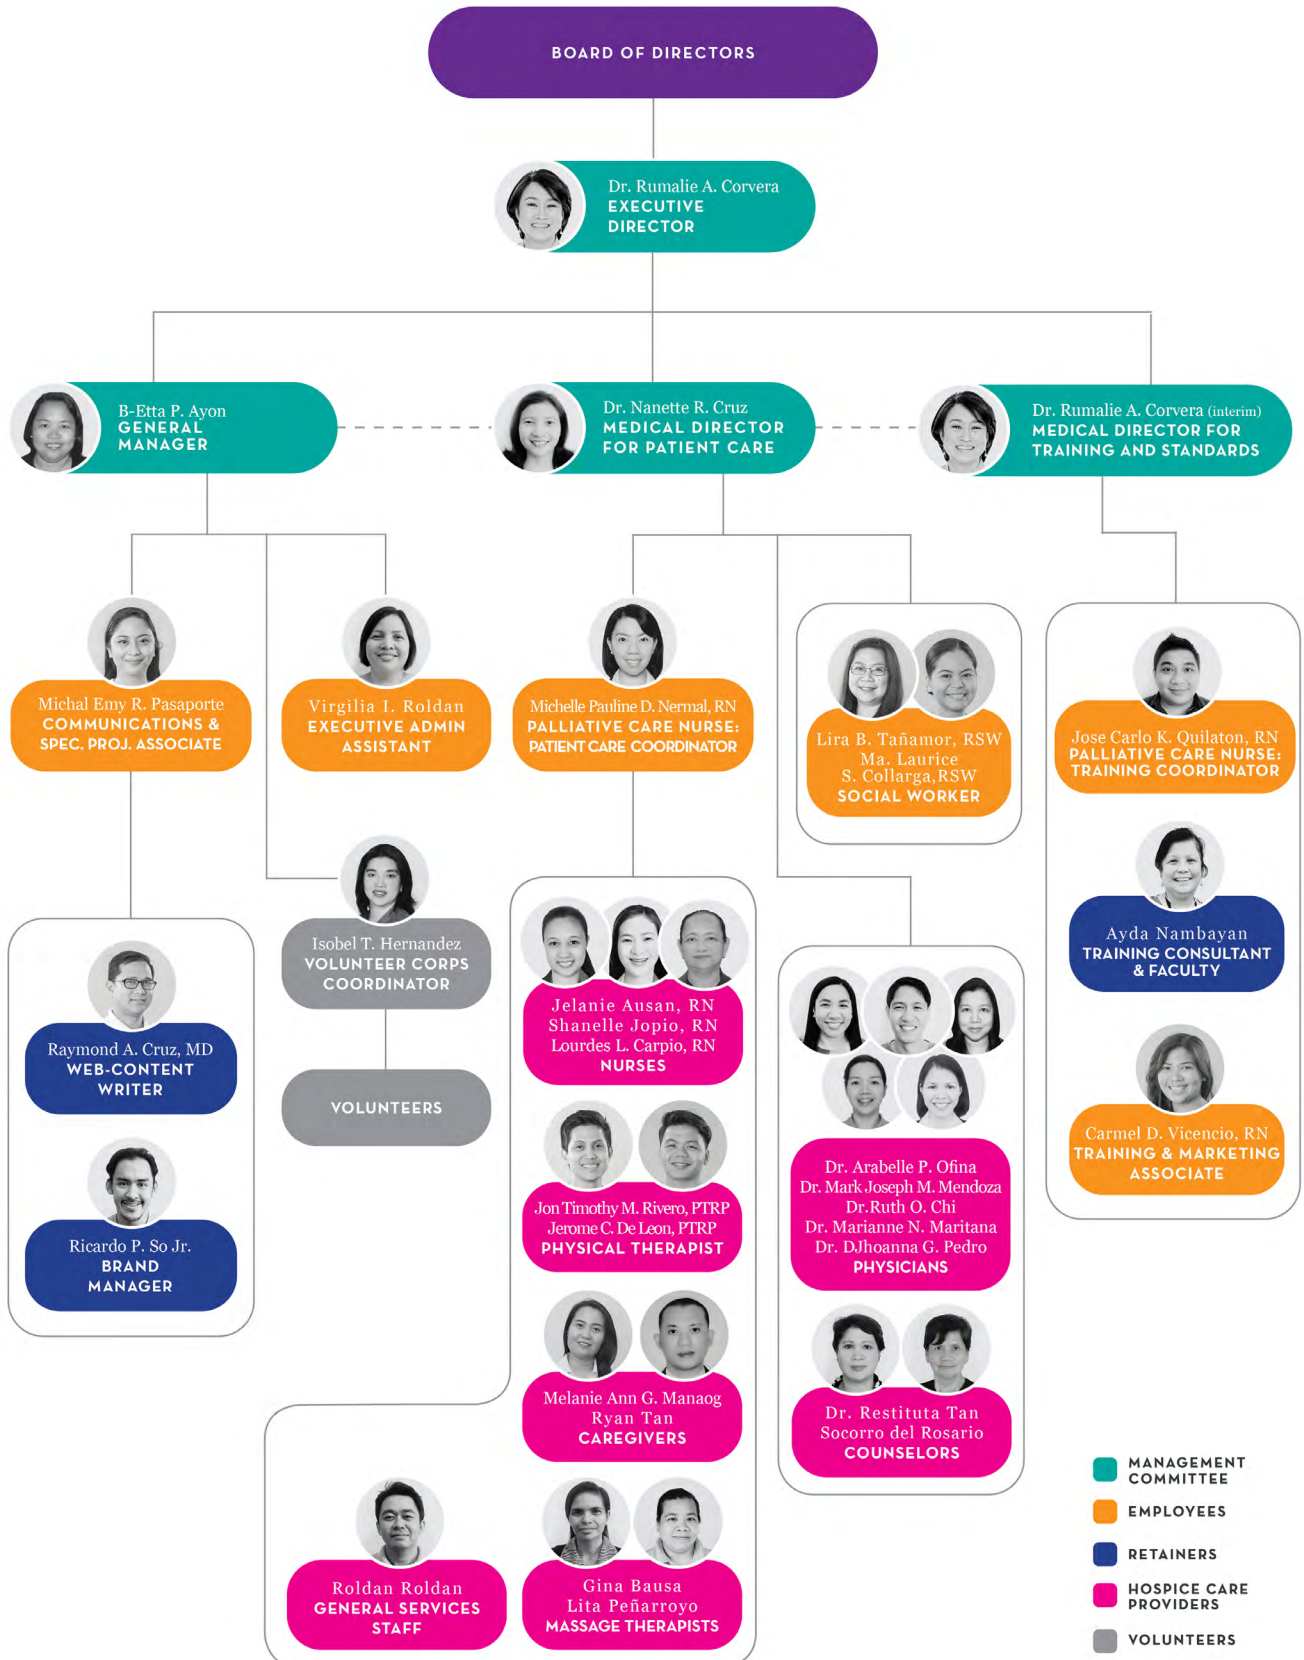 BOARD OF DIRECTORS
Dr. Rumalie A. Corvera
EXECUTIVE
DIRECTOR
B-Etta P. Ayon
GENERAL
MANAGER
Dr. Nanette R. Cruz
MEDICAL DIRECTOR
FOR PATIENT CARE
Dr. Rumalie A. Corvera (interim)
MEDICAL DIRECTOR FOR
TRAINING AND STANDARDS
Michal Emy R. Pasaporte
COMMUNICATIONS &
SPEC. PROJ. ASSOCIATE
Virgilia I. Roldan
EXECUTIVE ADMIN
ASSISTANT
Michelle Pauline D. Nermal, RN
PALLIATIVE CARE NURSE:
PATIENT CARE COORDINATOR
Lira B. Tañamor, RSW
Ma. Laurice
S. Collarga,RSW
SOCIAL WORKER
Jose Carlo K. Quilaton, RN
PALLIATIVE CARE NURSE:
TRAINING COORDINATOR
Isobel T. Hernandez
VOLUNTEER CORPS
COORDINATOR
Ayda Nambayan
TRAINING CONSULTANT
& FACULTY
Raymond A. Cruz, MD
WEB-CONTENT
WRITER
VOLUNTEERS
Jelanie Ausan, RN
Shanelle Jopio, RN
Lourdes L. Carpio, RN
NURSES
Carmel D. Vicencio, RN
TRAINING & MARKETING
ASSOCIATE
Ricardo P. So Jr.
BRAND
MANAGER
Jon Timothy M. Rivero, PTRP
Jerome C. De Leon, PTRP
PHYSICAL THERAPIST
Dr. Arabelle P. Ofina
Dr. Mark Joseph M. Mendoza
Dr.Ruth O. Chi
Dr. Marianne N. Maritana
Dr. DJhoanna G. Pedro
PHYSICIANS
Melanie Ann G. Manaog
Ryan Tan
CAREGIVERS
Dr. Restituta Tan
Socorro del Rosario
COUNSELORS
Roldan Roldan
GENERAL SERVICES
STAFF
Gina Bausa
Lita Peñarroyo
MASSAGE THERAPISTS
MANAGEMENT
COMMITTEE
EMPLOYEES
RETAINERS
HOSPICE CARE
PROVIDERS
VOLUNTEERS